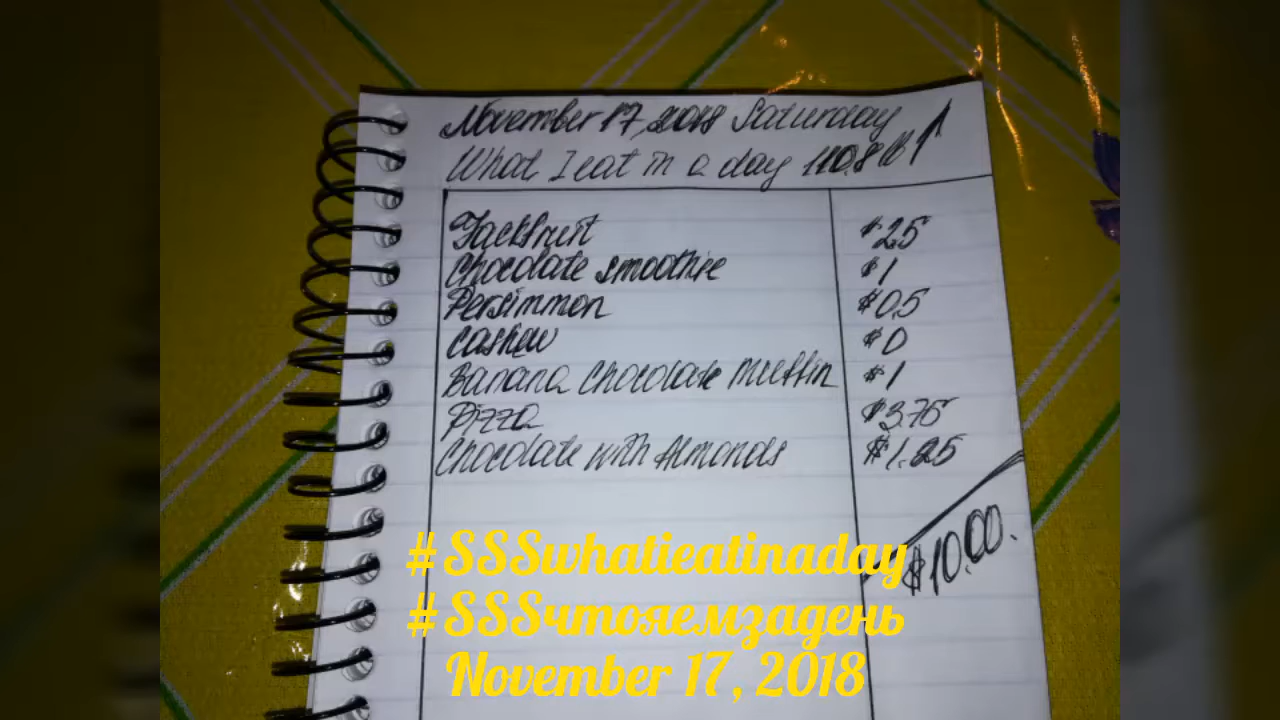 November 17, 2018 Saturday
What I eat in a day 110.8 lb ↑
Jackfruit $2.5
Chocolate smoothie $1
Persimmon $0.5
Cashew $0
Banana Chocolate Muffin $1
Pizza $3.75
Chocolate with Almonds $1.25
$10.00.
#SSSwhatieatinaday
#SSSчтояемзадень
November 17, 2018